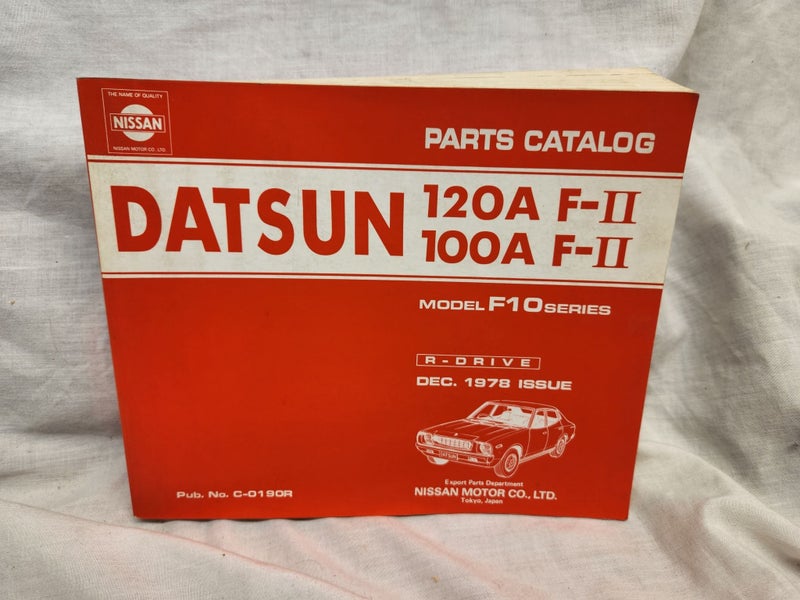 THE NAME OF QUALITY
NISSAN
NISSAN MOTOR CO., LTD.
PARTS CATALOG
DATSUN
120A F-II
100A F-II
MODEL F10 SERIES
R-DRIVE
DEC. 1978 ISSUE
DATSUN
Export Parts Department
NISSAN MOTOR CO., LTD.
Tokyo, Japan
Pub. No. C-0190R